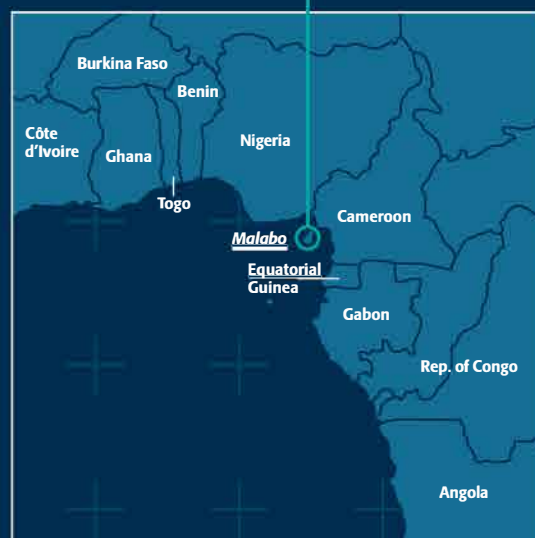 Burkina Faso
Benin
Côte
d’Ivoire
Ghana
Nigeria
Togo
Cameroon
Malabo
Equatorial
Guinea
Gabon
Rep. of Congo
Angola